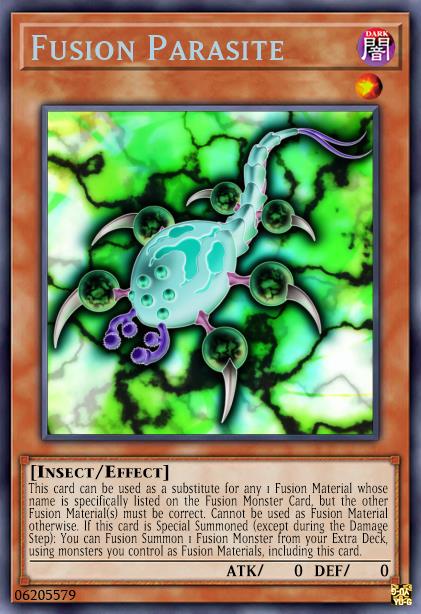 FUSION PARASITE
DARK
闇
[INSECT/EFFECT]
This card can be used as a substitute for any 1 Fusion Material whose
name is specifically listed on the Fusion Monster Card, but the other
Fusion Material(s) must be correct. Cannot be used as Fusion Material
otherwise. If this card is Special Summoned (except during the Damage
Step): You can Fusion Summon 1 Fusion Monster from your Extra Deck,
using monsters you control as Fusion Materials, including this card.
ATK/ 0 DEF/ 0
06205579